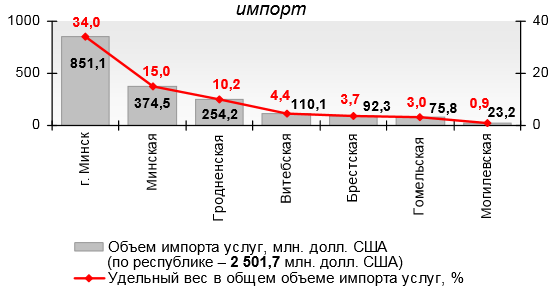 импорт
1000
500
0
40
20
0
34,0
15,0
10,2
4,4
3,7
3,0
0,9
851,1
374,5
254,2
110,1
92,3
75,8
23,2
г. Минск
Минская
Гродненская
Витебская
Брестская
Гомельская
Могилевская
Объем импорта услуг, млн. долл. США
(по республике – 2 501,7 млн. долл. США)
Удельный вес в общем объеме импорта услуг, %